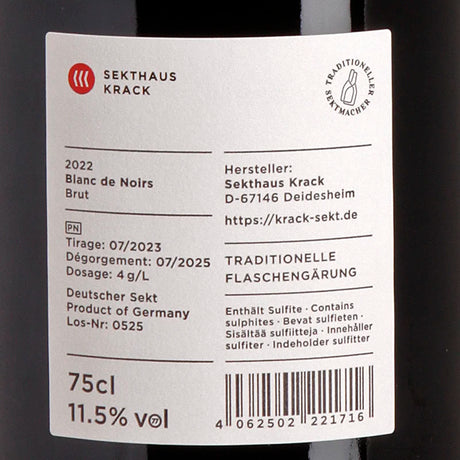 SEKTHAUS
KRACK
TRADITIONELLER
SEKTMACHER
2022
Blanc de Noirs
Brut
PN
Tirage: 07/2023
Dégorgement: 07/2025
Dosage: 4 g/L
Deutscher Sekt
Product of Germany
Los-Nr: 0525
75cl
11.5% vol
Hersteller:
Sekthaus Krack
D-67146 Deidesheim
https://krack-sekt.de
TRADITIONELLE
FLASCHENGÄRUNG
Enthält Sulfite · Contains
sulphites · Bevat sulfieten ·
Sisältää sulfiitteja · Innehåller
sulfiter · Indeholder sulfitter
4 062502 221716